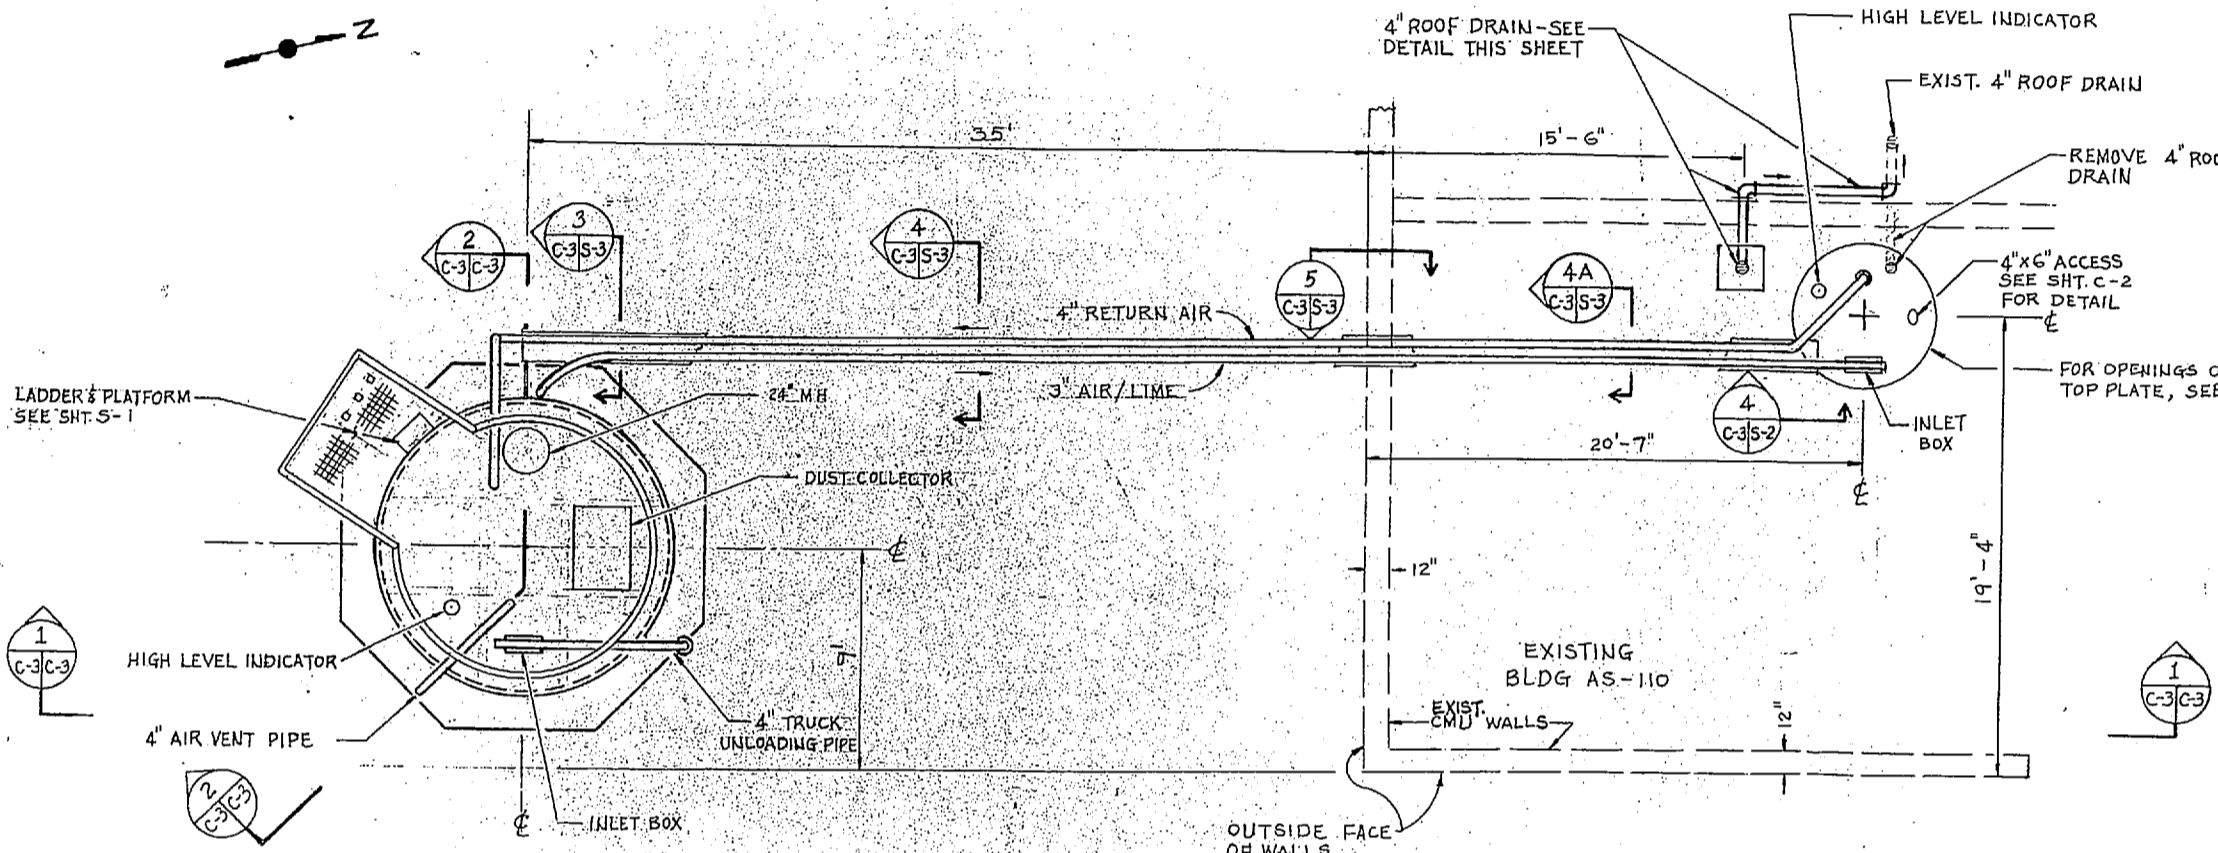 N
4" ROOF DRAIN-SEE
DETAIL THIS SHEET
HIGH LEVEL INDICATOR
EXIST. 4" ROOF DRAIN
REMOVE 4"
DRAIN
35'
15'-6"
2
C-3 C-3
3
C-3 S-3
4
C-3 S-3
5
C-3 S-3
4A
C-3 S-3
4"x6" ACCESS
SEE SHT. C-2
FOR DETAIL
℄
4" RETURN AIR
3" AIR/LIME
FOR OPENINGS
TOP PLATE, SEE
LADDER & PLATFORM
SEE SHT. S-1
24" MH
4
C-3 S-2
INLET
BOX
20'-7"
℄
DUST COLLECTOR
℄
12"
19'-4"
9'
1
C-3 C-3
HIGH LEVEL INDICATOR
EXISTING
BLDG AS-110
1
C-3 C-3
4" AIR VENT PIPE
4" TRUCK
UNLOADING PIPE
EXIST.
CMU WALLS
12"
2
C-3 C-3
℄
INLET BOX
OUTSIDE FACE
OF WALLS